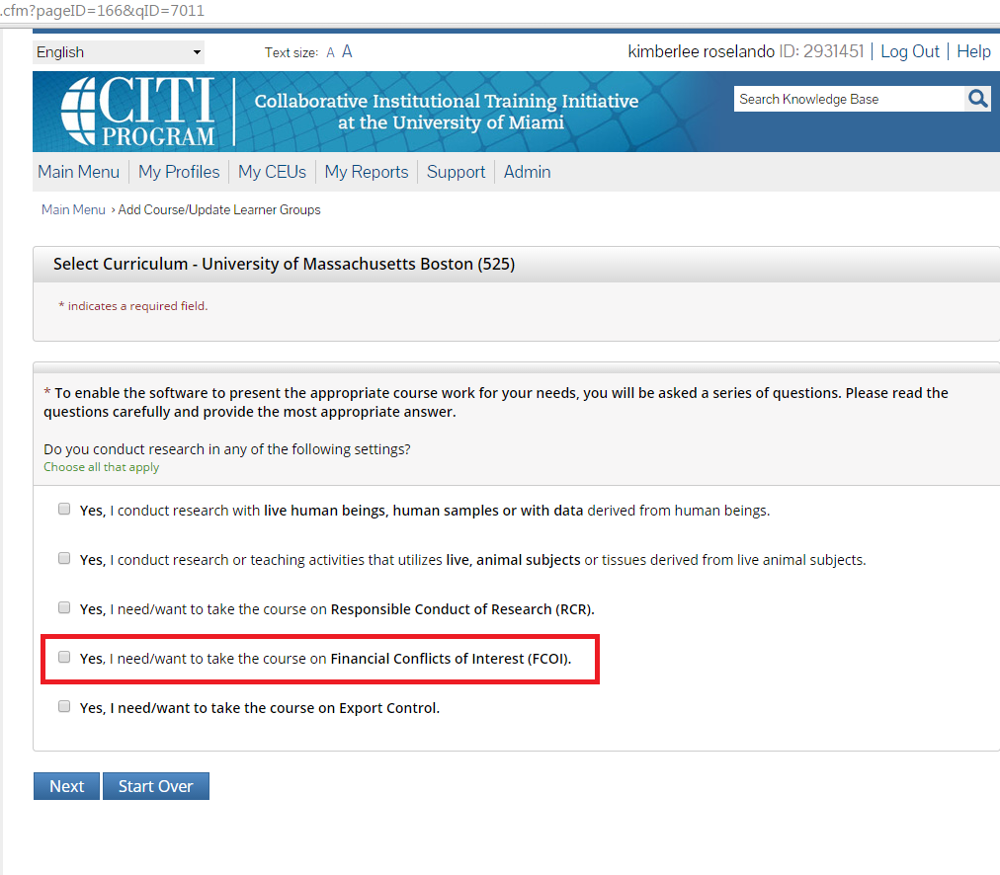 .cfm?pageID=166&qID=7011
English Text size: A A kimberlee roselando ID: 2931451 | Log Out | Help
CITI
PROGRAM
Collaborative Institutional Training Initiative
at the University of Miami
Search Knowledge Base
Main Menu My Profiles My CEUs My Reports Support Admin
Main Menu › Add Course/Update Learner Groups
Select Curriculum - University of Massachusetts Boston (525)
* indicates a required field.
* To enable the software to present the appropriate course work for your needs, you will be asked a series of questions. Please read the
questions carefully and provide the most appropriate answer.
Do you conduct research in any of the following settings?
Choose all that apply
Yes, I conduct research with live human beings, human samples or with data derived from human beings.
Yes, I conduct research or teaching activities that utilizes live, animal subjects or tissues derived from live animal subjects.
Yes, I need/want to take the course on Responsible Conduct of Research (RCR).
Yes, I need/want to take the course on Financial Conflicts of Interest (FCOI).
Yes, I need/want to take the course on Export Control.
Next Start Over